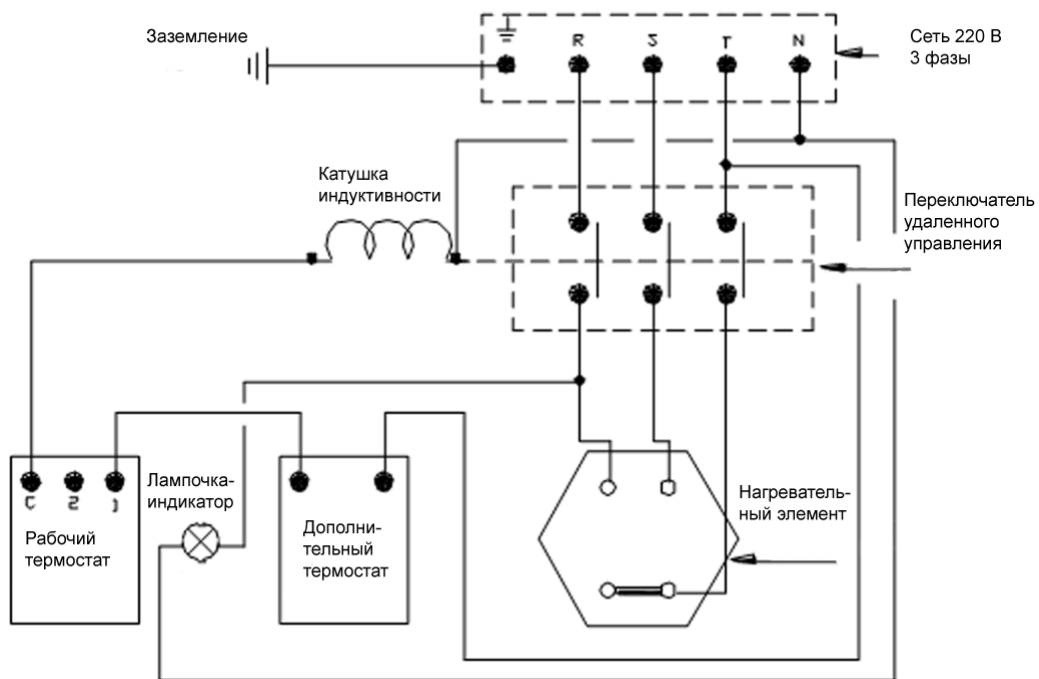 Заземление
R S T N
Сеть 220 В
3 фазы
Катушка
индуктивности
Переключатель
удаленного
управления
C 2 1
Рабочий
термостат
Лампочка-
индикатор
Дополни-
тельный
термостат
Нагреватель-
ный элемент